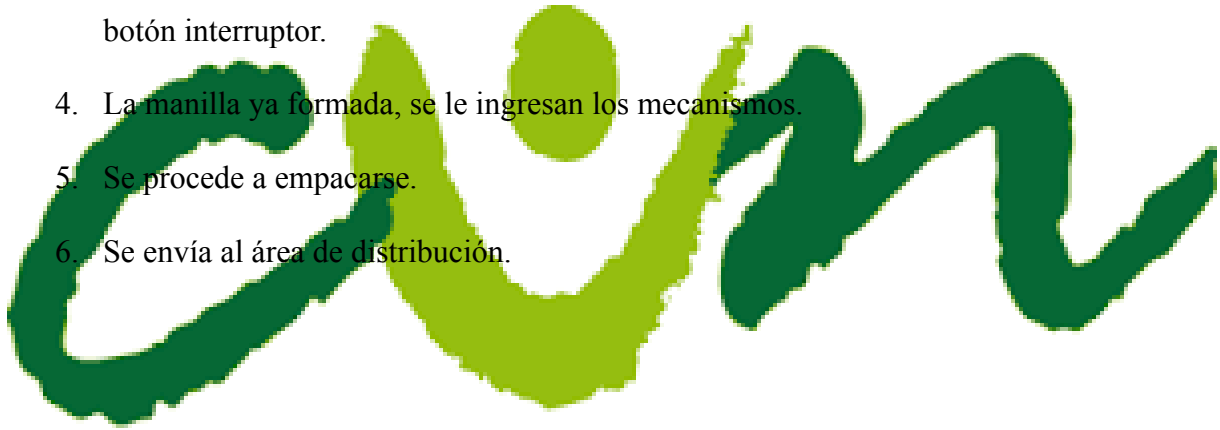 botón interruptor.
4. La manilla ya formada, se le ingresan los mecanismos.
5. Se procede a empacarse.
6. Se envía al área de distribución.
cun